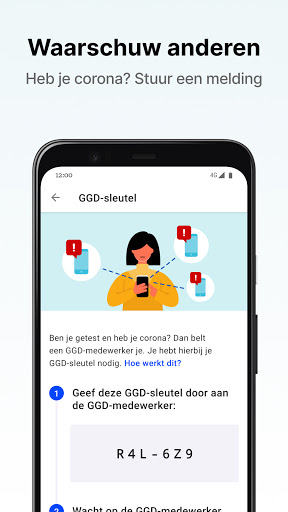 Waarschuw anderen
Heb je corona? Stuur een melding
12:00
4G
GGD-sleutel
!
!
!
Ben je getest en heb je corona? Dan belt
een GGD-medewerker je. Je hebt hierbij je
GGD-sleutel nodig. Hoe werkt dit?
1 Geef deze GGD-sleutel door aan
de GGD-medewerker:
R4L-6Z9
2 Wacht op de GGD-medewerker